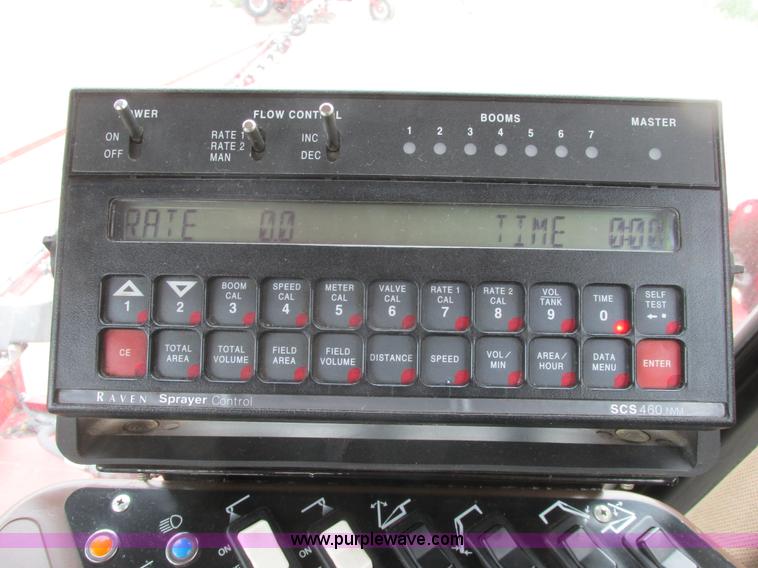 POWER FLOW CONTROL BOOMS
1 2 3 4 5 6 7 MASTER
ON RATE 1 INC
OFF RATE 2 DEC
MAN
RATE 0.0 TIME 0:00
1 2 BOOM CAL 3 SPEED CAL 4 METER CAL 5 VALVE CAL 6 RATE 1 CAL 7 RATE 2 CAL 8 VOL TANK 9 TIME 0 SELF TEST
CE TOTAL AREA TOTAL VOLUME FIELD AREA FIELD VOLUME DISTANCE SPEED VOL/ MIN AREA/ HOUR DATA MENU ENTER
RAVEN Sprayer Control SCS 460 NVM
ON ON
www.purplewave.com